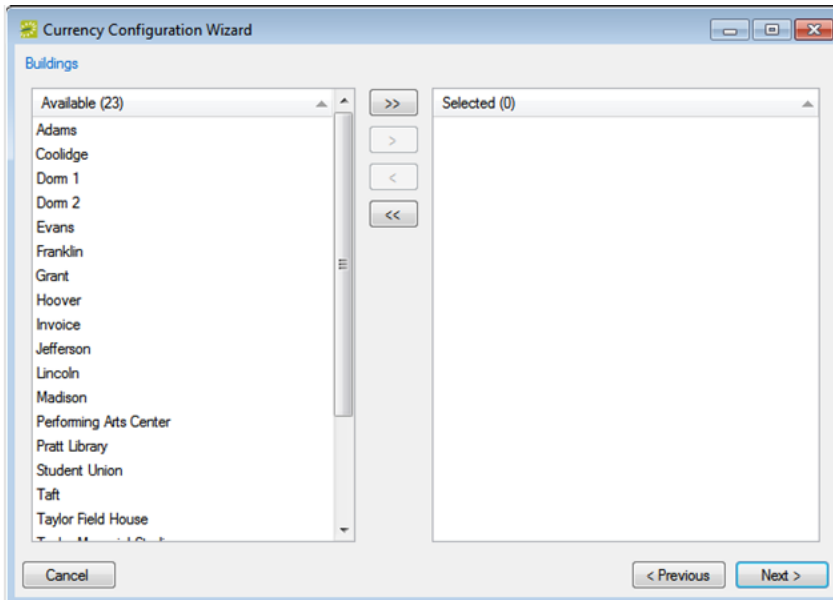 Currency Configuration Wizard
Buildings
Available (23)
>>
Selected (0)
>
<
<<
Adams
Coolidge
Dorm 1
Dorm 2
Evans
Franklin
Grant
Hoover
Invoice
Jefferson
Lincoln
Madison
Performing Arts Center
Pratt Library
Student Union
Taft
Taylor Field House
Cancel
< Previous
Next >